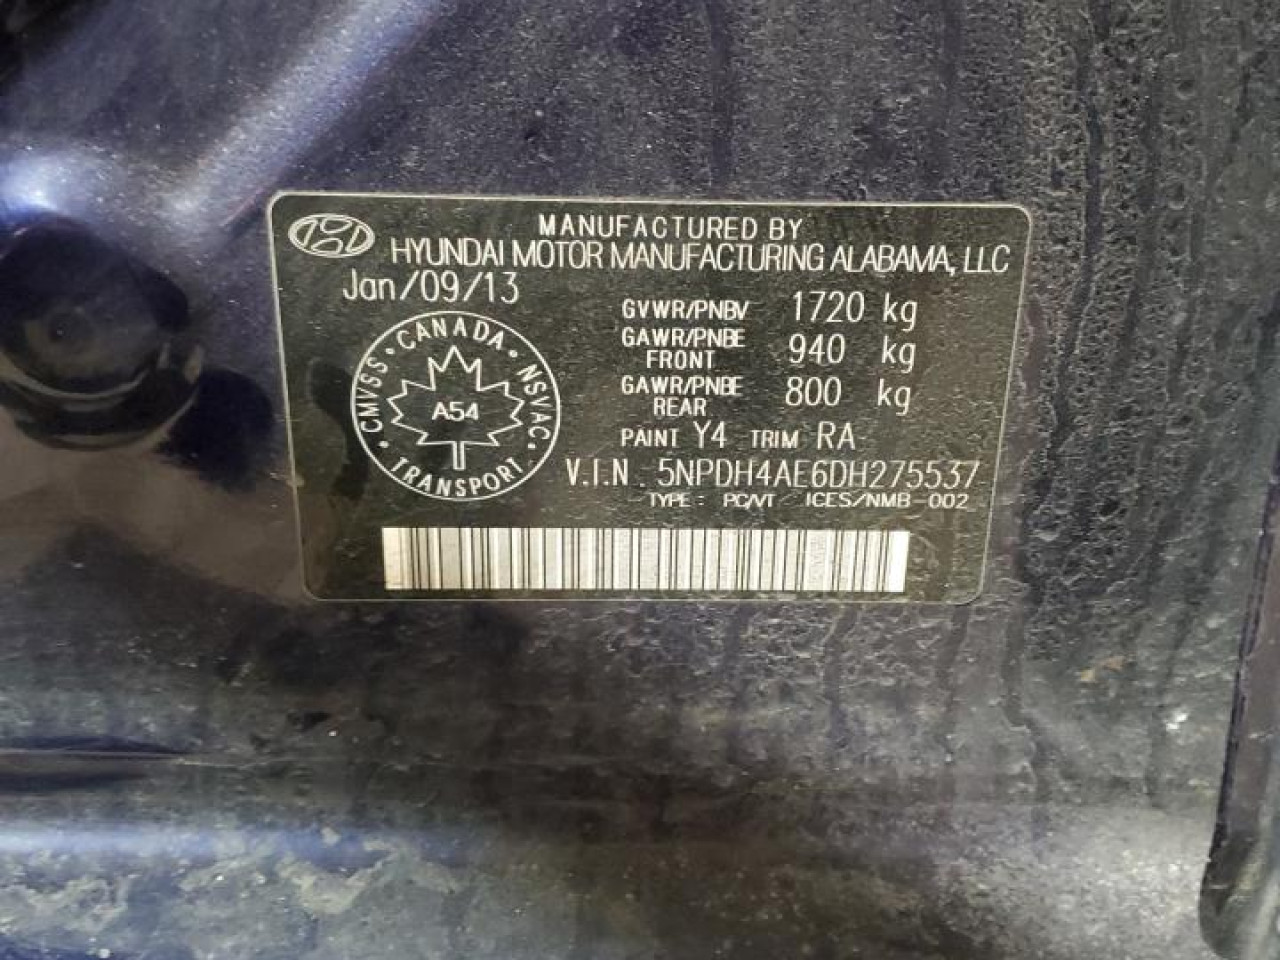 MANUFACTURED BY
HYUNDAI MOTOR MANUFACTURING ALABAMA, LLC
Jan/09/13
GVWR/PNBV 1720 kg
GAWR/PNBE FRONT 940 kg
GAWR/PNBE REAR 800 kg
PAINT Y4 TRIM RA
V.I.N. 5NPDH4AE6DH275537
TYPE: PC/VT ICES/NMB-002
CANADA · NSVAC · TRANSPORT · CMVSS ·
A54